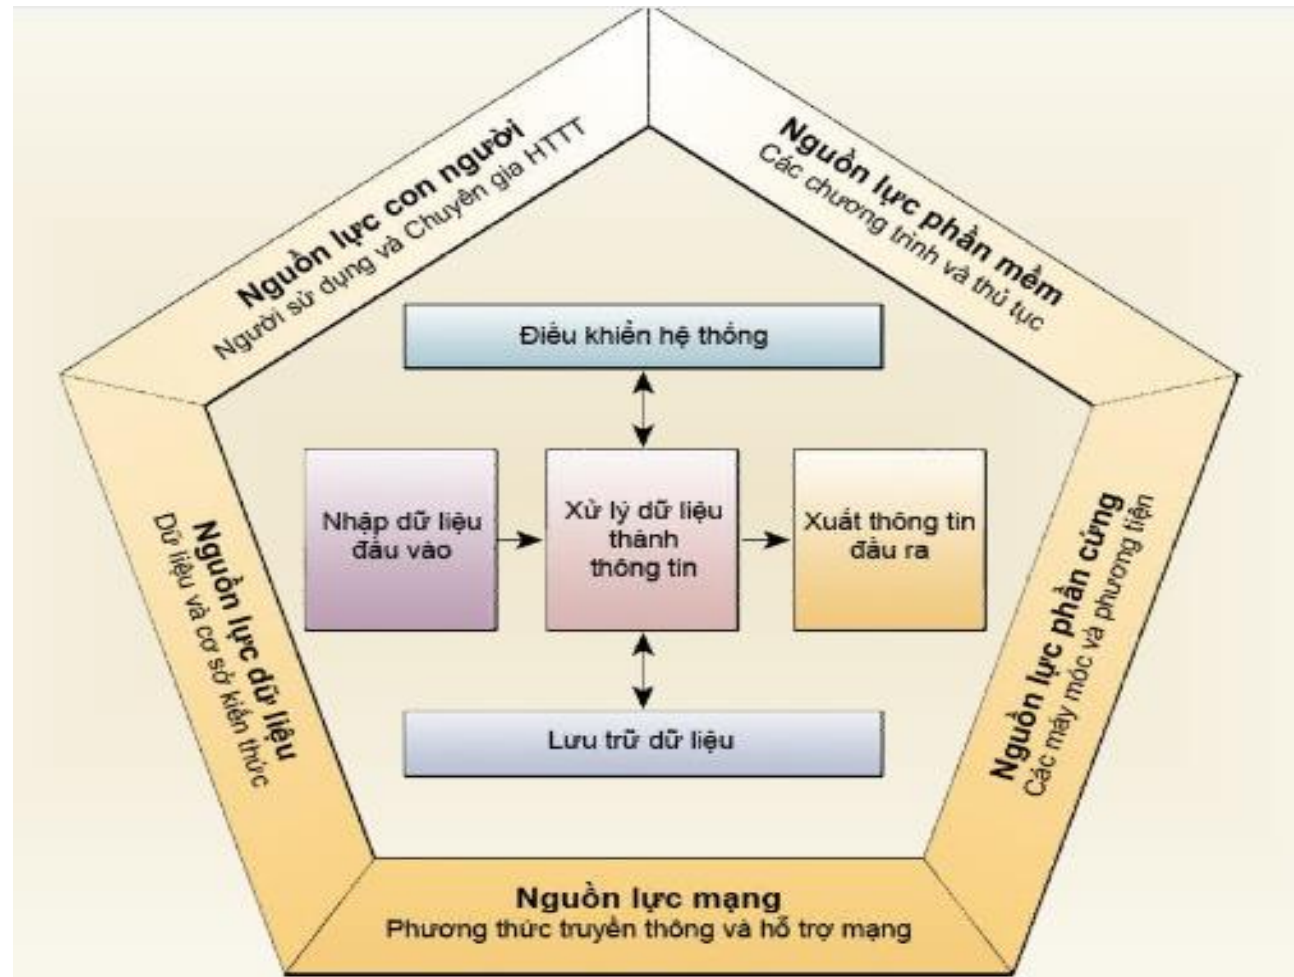 Nguồn lực con người
Người sử dụng và Chuyên gia HTTT
Nguồn lực phần mềm
Các chương trình và thủ tục
Điều khiển hệ thống
Nhập dữ liệu
đầu vào
Xử lý dữ liệu
thành
thông tin
Xuất thông tin
đầu ra
Lưu trữ dữ liệu
Nguồn lực dữ liệu
Dữ liệu và cơ sở kiến thức
Nguồn lực phần cứng
Các máy móc và phương tiện
Nguồn lực mạng
Phương thức truyền thông và hỗ trợ mạng